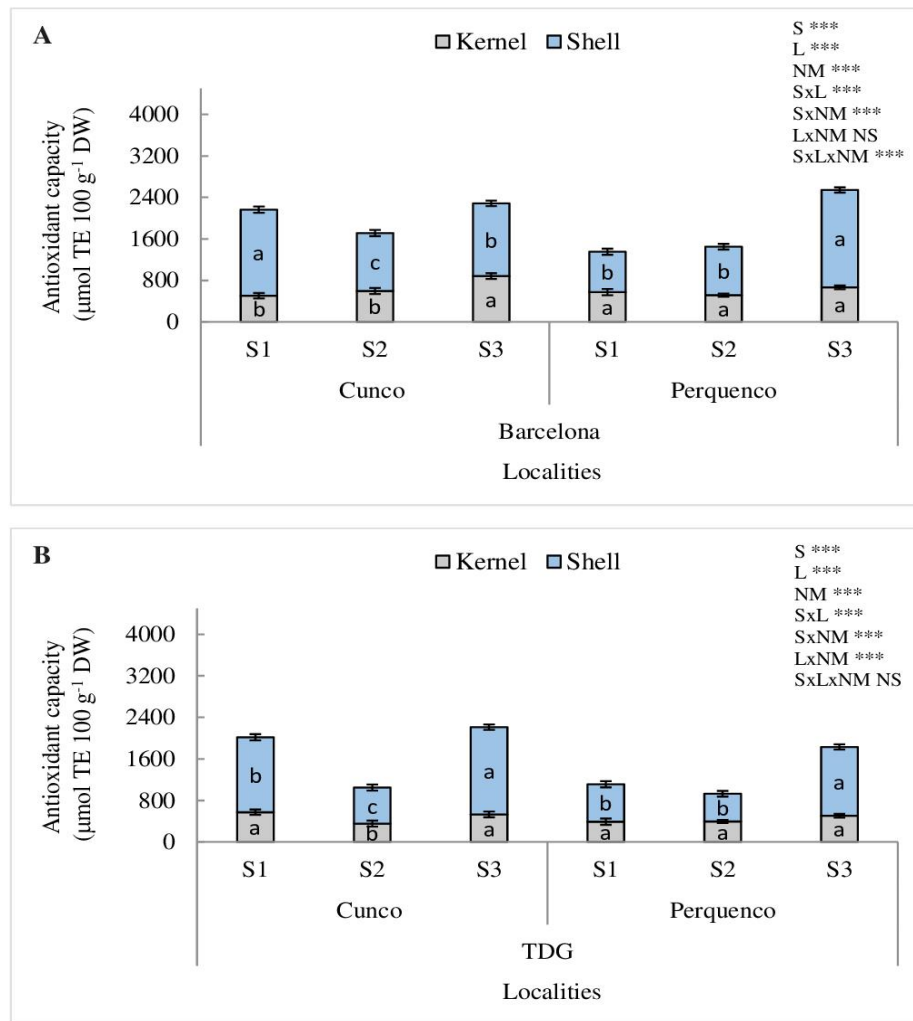 A
Kernel Shell
S ***
L ***
NM ***
SxL ***
SxNM ***
LxNM NS
SxLxNM ***
Antioxidant capacity
(µmol TE 100 g⁻¹ DW)
4000
3200
2400
1600
800
0
a c b b b a
b b a a a a
S1 S2 S3 S1 S2 S3
Cunco Perquenco
Barcelona
Localities
B
Kernel Shell
S ***
L ***
NM ***
SxL ***
SxNM ***
LxNM ***
SxLxNM NS
Antioxidant capacity
(µmol TE 100 g⁻¹ DW)
4000
3200
2400
1600
800
0
b c a b b a
a b a a a a
S1 S2 S3 S1 S2 S3
Cunco Perquenco
TDG
Localities